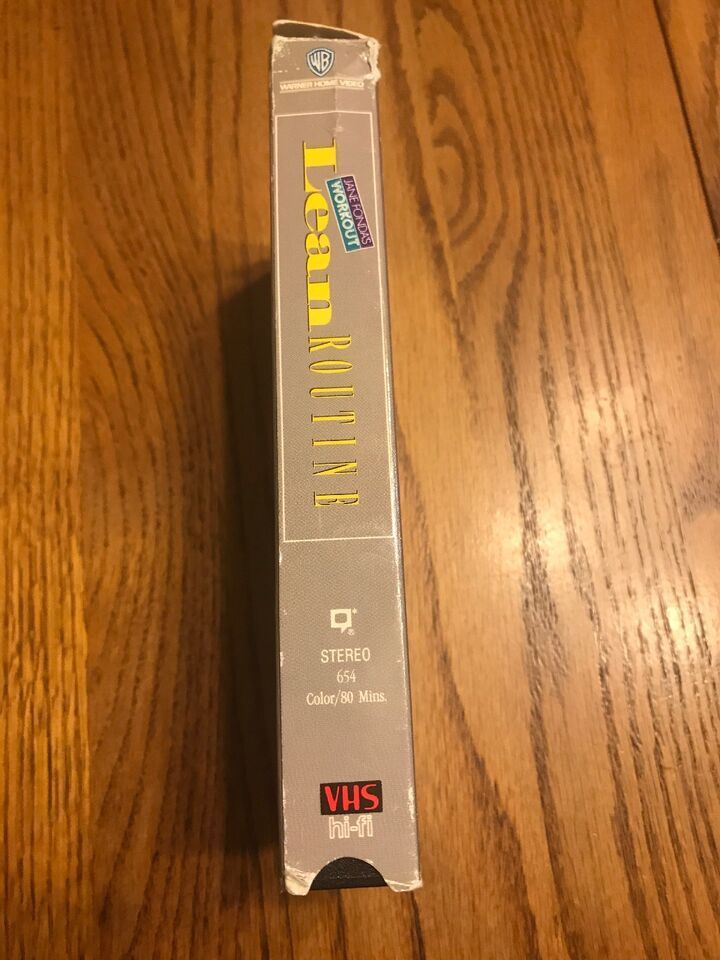 WB
WARNER HOME VIDEO
JANE FONDA'S
WORKOUT
Lean ROUTINE
STEREO
654
Color/80 Mins.
VHS
hi-fi